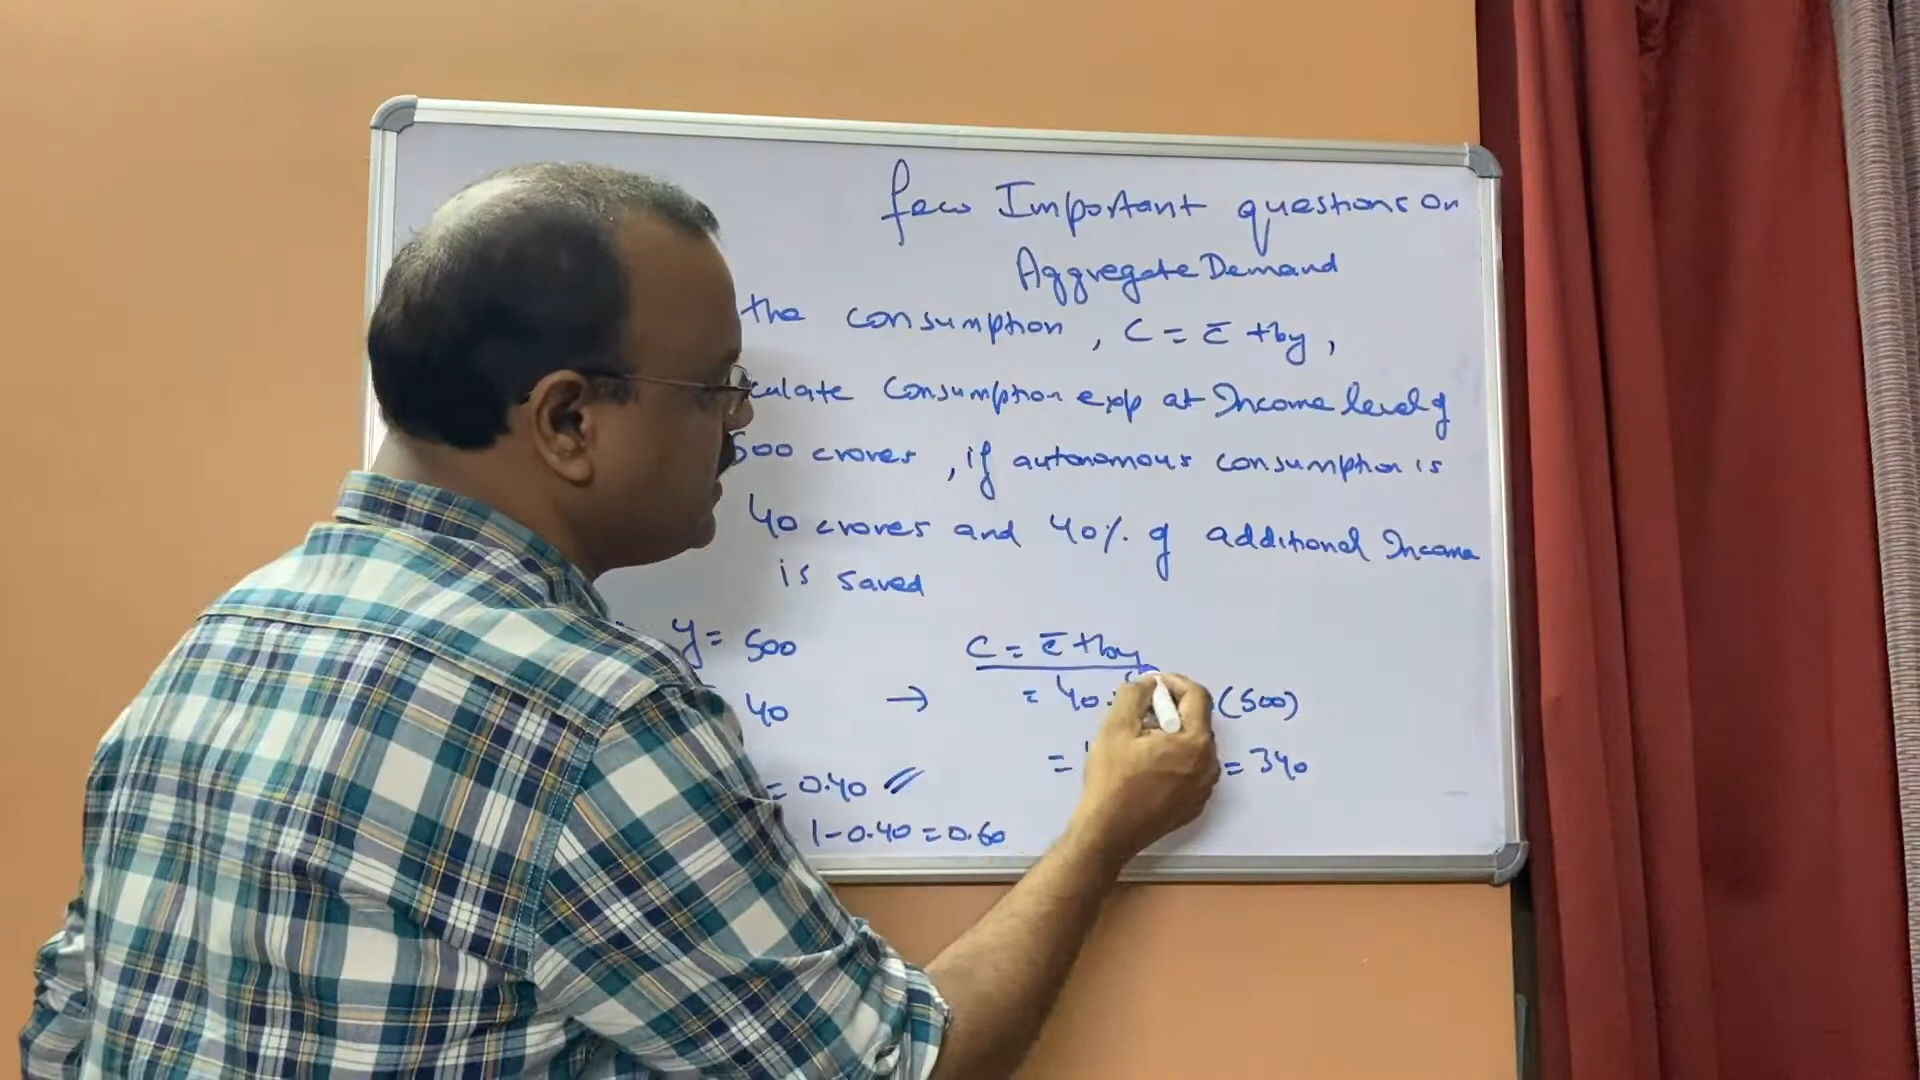 few Important questions on
Aggregate Demand
the consumption, C = c̄ + by,
culate Consumption exp at Income level of
500 crores, if autonomous consumption is
40 crores and 40% of additional Income
is saved
y = 500
C = c̄ + by
40 → = 40 (500)
= = 340
= 0.40
1 - 0.40 = 0.60